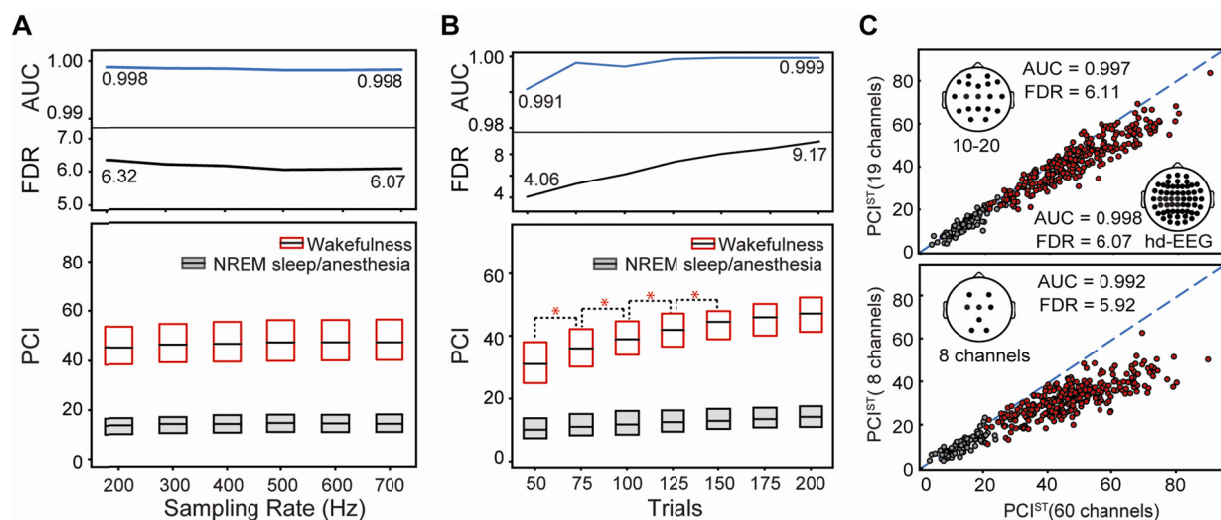 A
AUC
1.00
0.99
0.998
0.998
FDR
7.0
6.0
5.0
6.32
6.07
PCI
80
60
40
20
0
Wakefulness
NREM sleep/anesthesia
200 300 400 500 600 700
Sampling Rate (Hz)
B
AUC
1.00
0.98
0.991
0.999
FDR
8
4
4.06
9.17
PCI
60
40
20
0
Wakefulness
NREM sleep/anesthesia
* * * *
50 75 100 125 150 175 200
Trials
C
PCIST(19 channels)
80
60
40
20
0
10-20
AUC = 0.997
FDR = 6.11
AUC = 0.998
FDR = 6.07
hd-EEG
PCIST( 8 channels)
80
60
40
20
0
8 channels
AUC = 0.992
FDR = 5.92
0 20 40 60 80
PCIST(60 channels)